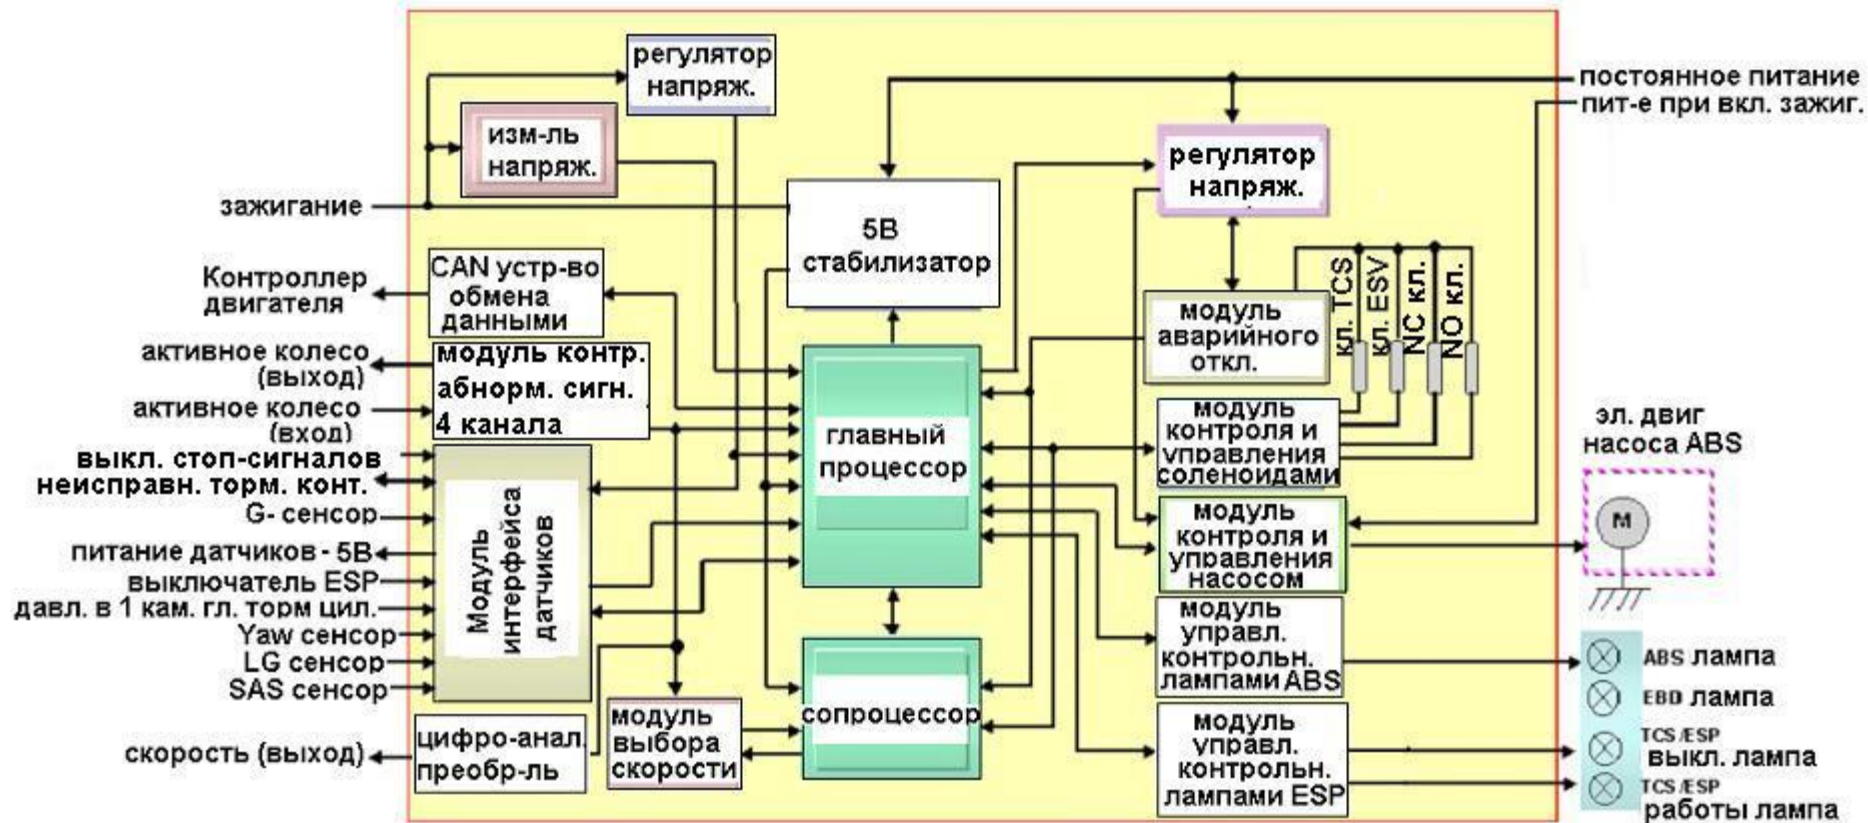 регулятор
напряж.
постоянное питание
пит-е при вкл. зажиг.
изм-ль
напряж.
регулятор
напряж.
зажигание
5В
стабилизатор
CAN устр-во
обмена
данными
Контроллер
двигателя
модуль
аварийного
откл.
кл. TCS
кл. ESV
NC кл.
NO кл.
активное колесо
(выход)
модуль контр.
абнорм. сигн.
4 канала
активное колесо
(вход)
главный
процессор
модуль
контроля и
управления
соленоидами
эл. двиг
насоса ABS
M
выкл. стоп-сигналов
неисправн. торм. конт.
G- сенсор
питание датчиков - 5В
выключатель ESP
давл. в 1 кам. гл. торм цил.
Yaw сенсор
LG сенсор
SAS сенсор
Модуль
интерфейса
датчиков
модуль
контроля и
управления
насосом
модуль
управл.
контрольн.
лампами ABS
ABS лампа
EBD лампа
TCS/ESP
выкл. лампа
TCS/ESP
работы лампа
скорость (выход)
цифро-анал.
преобр-ль
модуль
выбора
скорости
сопроцессор
модуль
управл.
контрольн.
лампами ESP